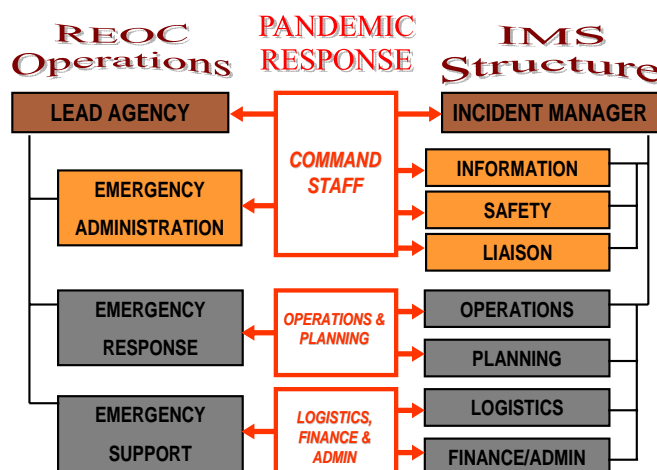 REOC
Operations
PANDEMIC
RESPONSE
IMS
Structure
LEAD AGENCY
INCIDENT MANAGER
COMMAND
STAFF
EMERGENCY
ADMINISTRATION
INFORMATION
SAFETY
LIAISON
EMERGENCY
RESPONSE
OPERATIONS &
PLANNING
OPERATIONS
PLANNING
EMERGENCY
SUPPORT
LOGISTICS,
FINANCE &
ADMIN
LOGISTICS
FINANCE/ADMIN